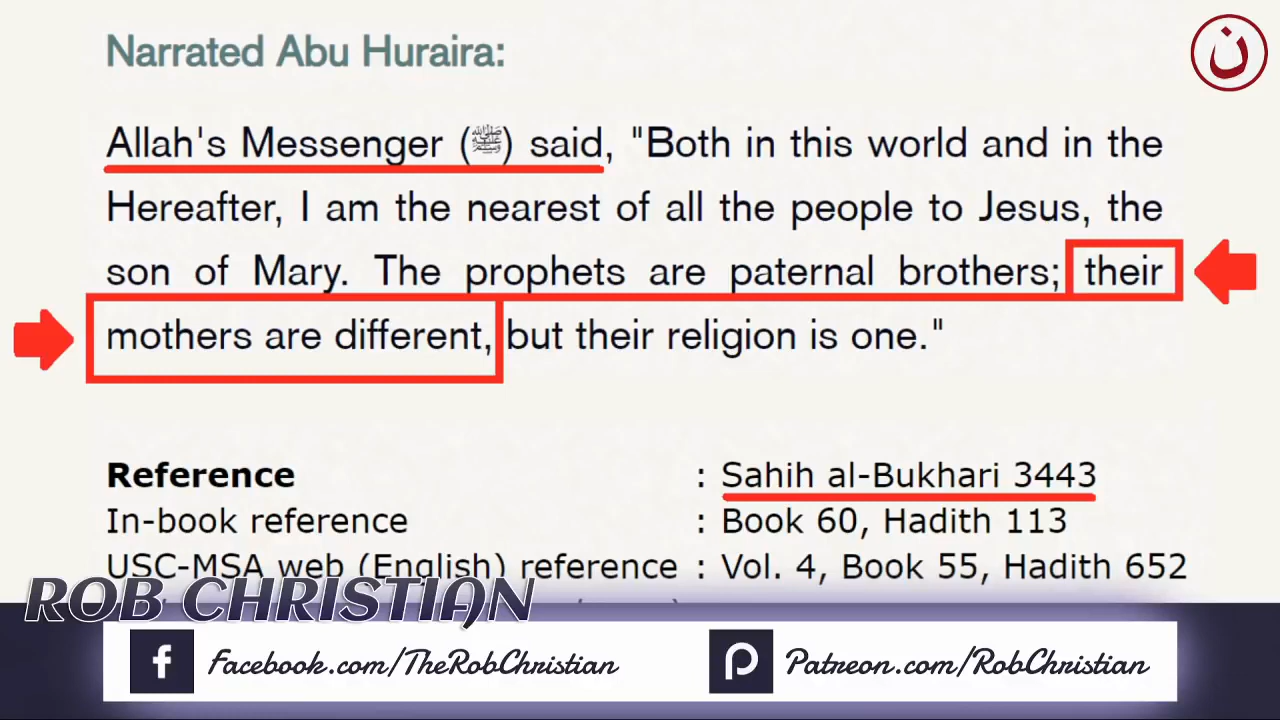 ن
Narrated Abu Huraira:
Allah's Messenger (ﷺ) said, "Both in this world and in the
Hereafter, I am the nearest of all the people to Jesus, the
son of Mary. The prophets are paternal brothers; their
mothers are different, but their religion is one."
Reference : Sahih al-Bukhari 3443
In-book reference : Book 60, Hadith 113
USC-MSA web (English) reference : Vol. 4, Book 55, Hadith 652
ROB CHRISTIAN
Facebook.com/TheRobChristian
Patreon.com/RobChristian